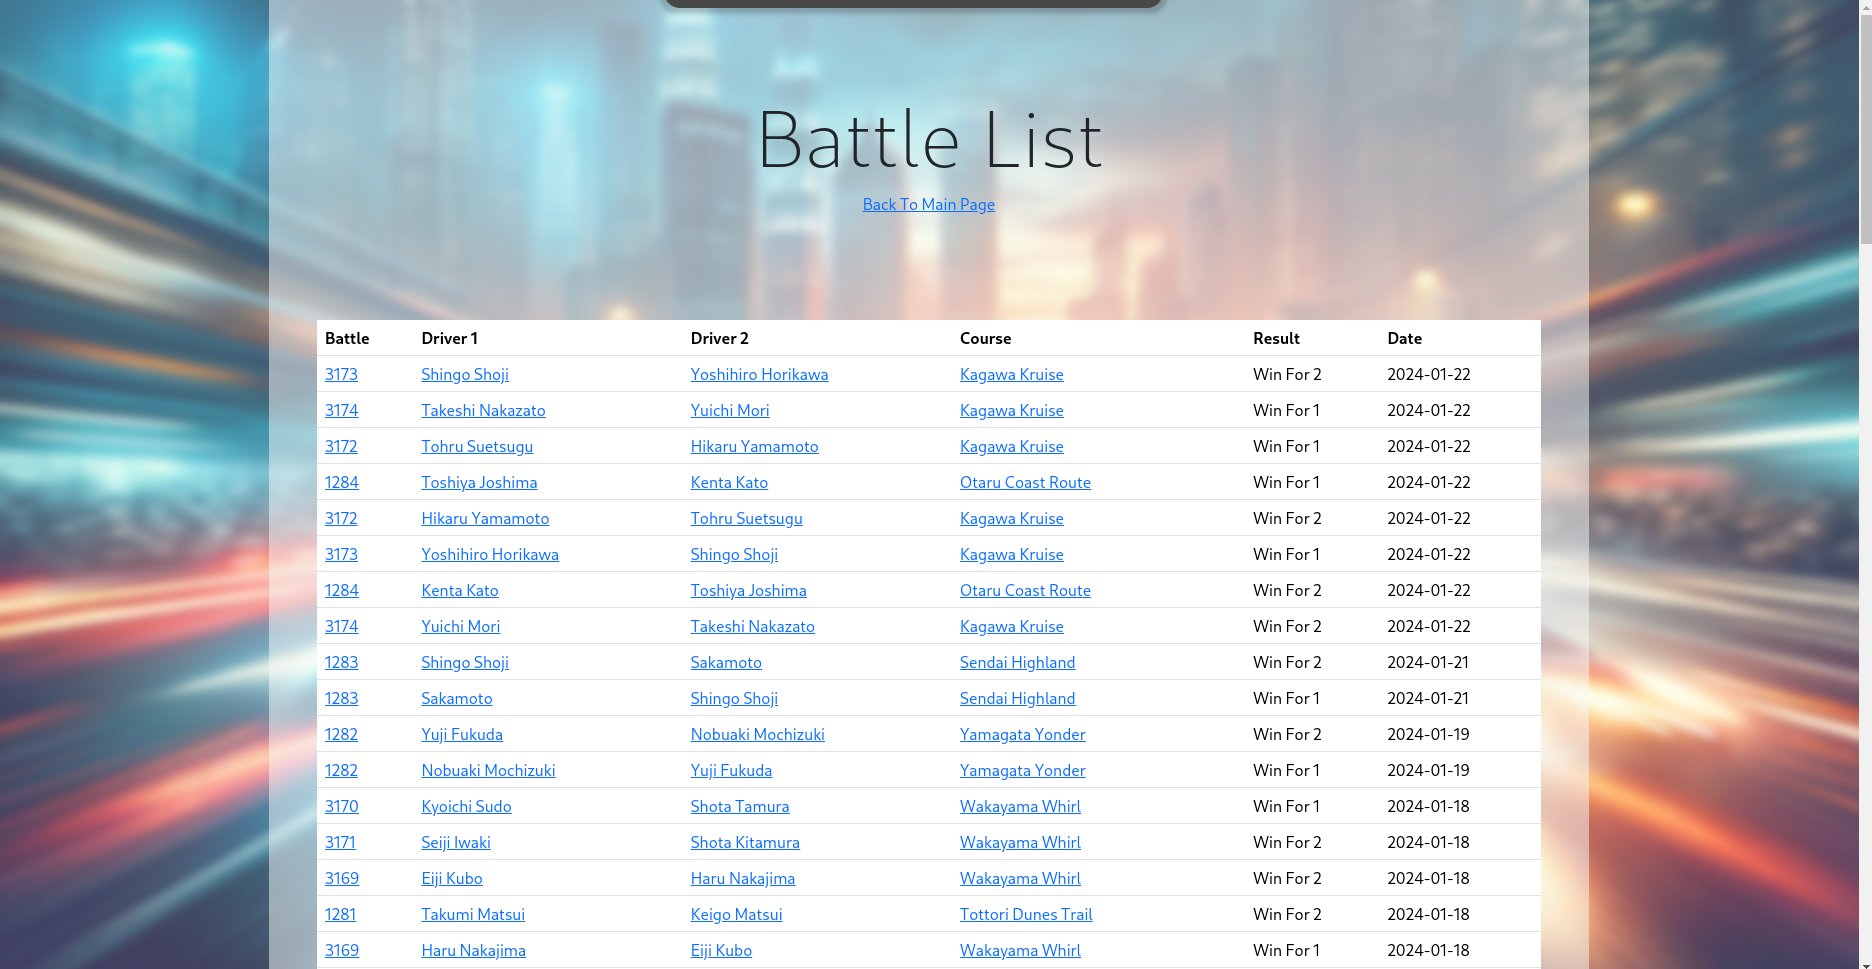 Battle List
Back To Main Page
Battle Driver 1 Driver 2 Course Result Date
3173 Shingo Shoji Yoshihiro Horikawa Kagawa Kruise Win For 2 2024-01-22
3174 Takeshi Nakazato Yuichi Mori Kagawa Kruise Win For 1 2024-01-22
3172 Tohru Suetsugu Hikaru Yamamoto Kagawa Kruise Win For 1 2024-01-22
1284 Toshiya Joshima Kenta Kato Otaru Coast Route Win For 1 2024-01-22
3172 Hikaru Yamamoto Tohru Suetsugu Kagawa Kruise Win For 2 2024-01-22
3173 Yoshihiro Horikawa Shingo Shoji Kagawa Kruise Win For 1 2024-01-22
1284 Kenta Kato Toshiya Joshima Otaru Coast Route Win For 2 2024-01-22
3174 Yuichi Mori Takeshi Nakazato Kagawa Kruise Win For 2 2024-01-22
1283 Shingo Shoji Sakamoto Sendai Highland Win For 2 2024-01-21
1283 Sakamoto Shingo Shoji Sendai Highland Win For 1 2024-01-21
1282 Yuji Fukuda Nobuaki Mochizuki Yamagata Yonder Win For 2 2024-01-19
1282 Nobuaki Mochizuki Yuji Fukuda Yamagata Yonder Win For 1 2024-01-19
3170 Kyoichi Sudo Shota Tamura Wakayama Whirl Win For 1 2024-01-18
3171 Seiji Iwaki Shota Kitamura Wakayama Whirl Win For 2 2024-01-18
3169 Eiji Kubo Haru Nakajima Wakayama Whirl Win For 2 2024-01-18
1281 Takumi Matsui Keigo Matsui Tottori Dunes Trail Win For 2 2024-01-18
3169 Haru Nakajima Eiji Kubo Wakayama Whirl Win For 1 2024-01-18